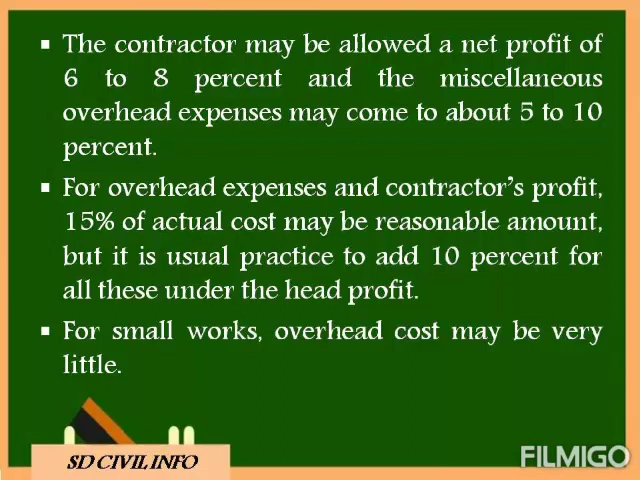 ▪ The contractor may be allowed a net profit of
6 to 8 percent and the miscellaneous
overhead expenses may come to about 5 to 10
percent.
▪ For overhead expenses and contractor's profit,
15% of actual cost may be reasonable amount,
but it is usual practice to add 10 percent for
all these under the head profit.
▪ For small works, overhead cost may be very
little.
SD CIVIL INFO
FILMIGO